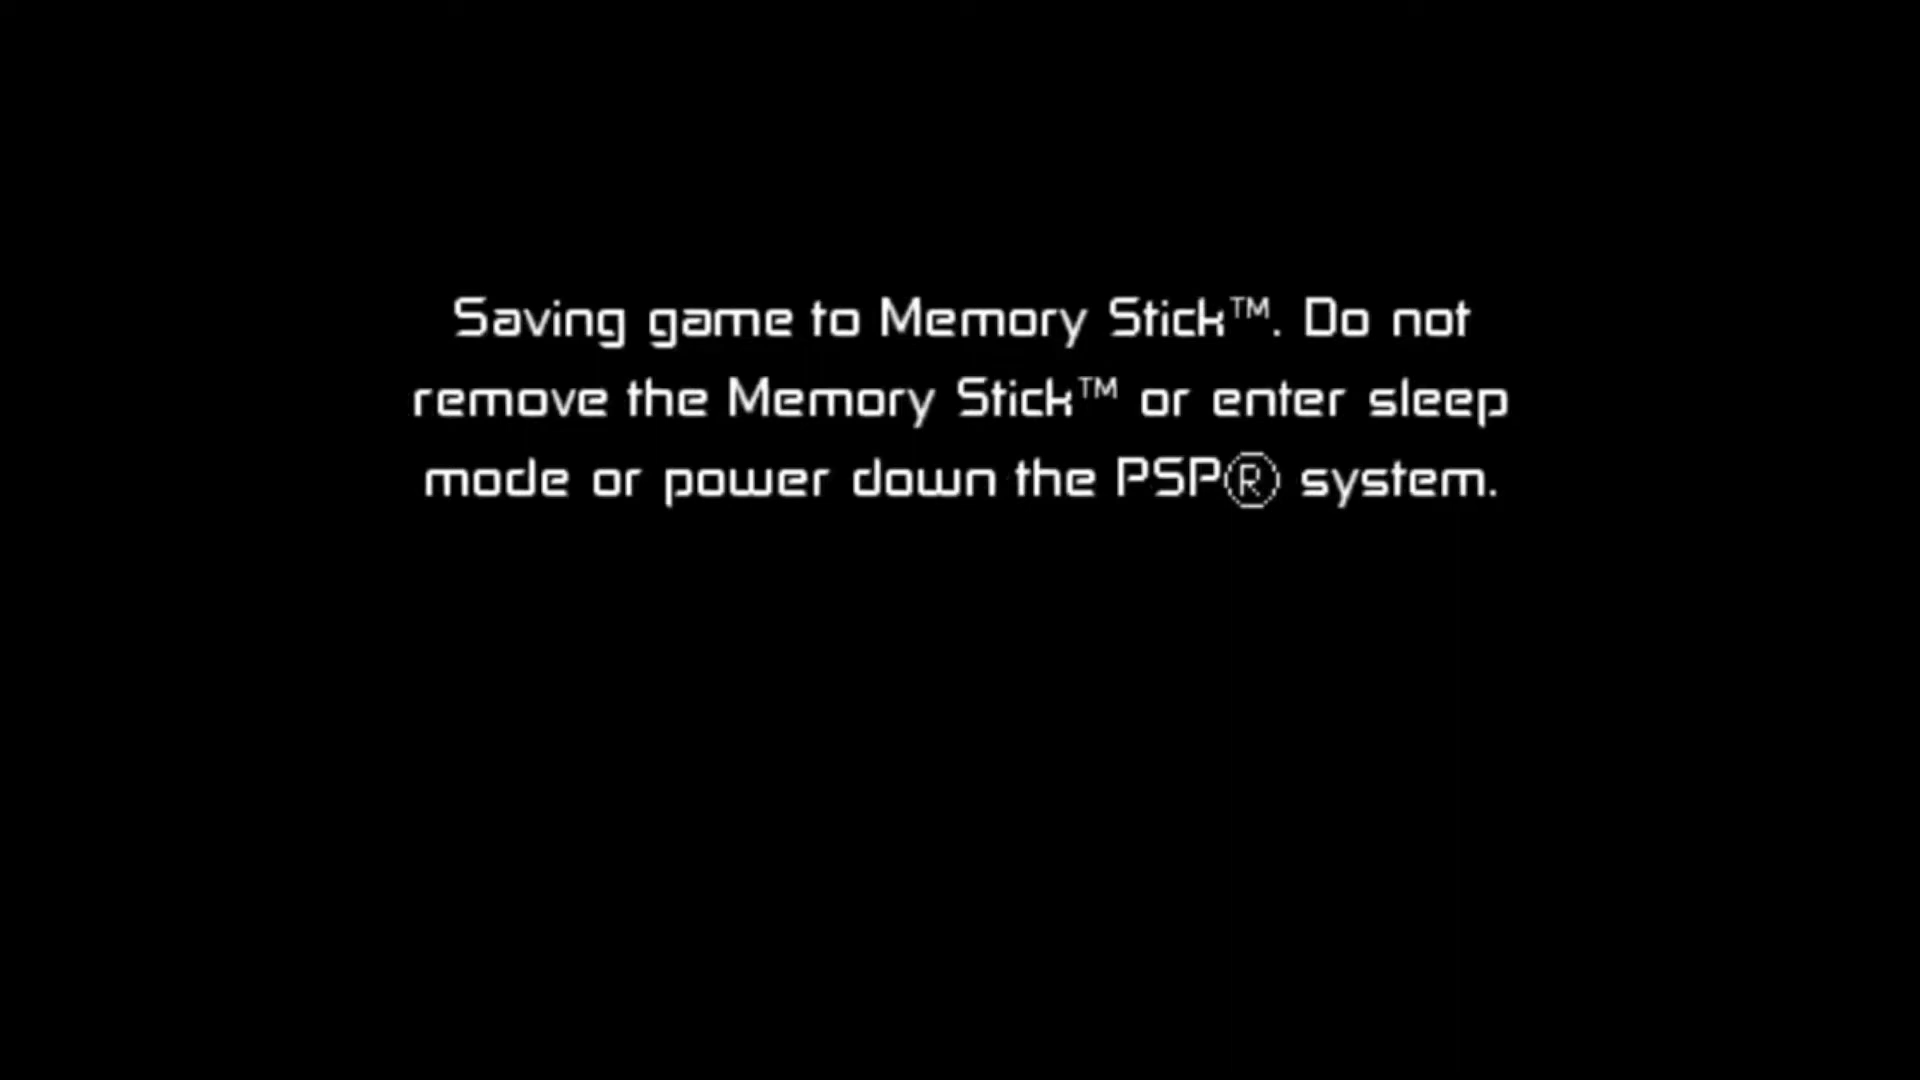 Saving game to Memory Stick™. Do not
remove the Memory Stick™ or enter sleep
mode or power down the PSP® system.